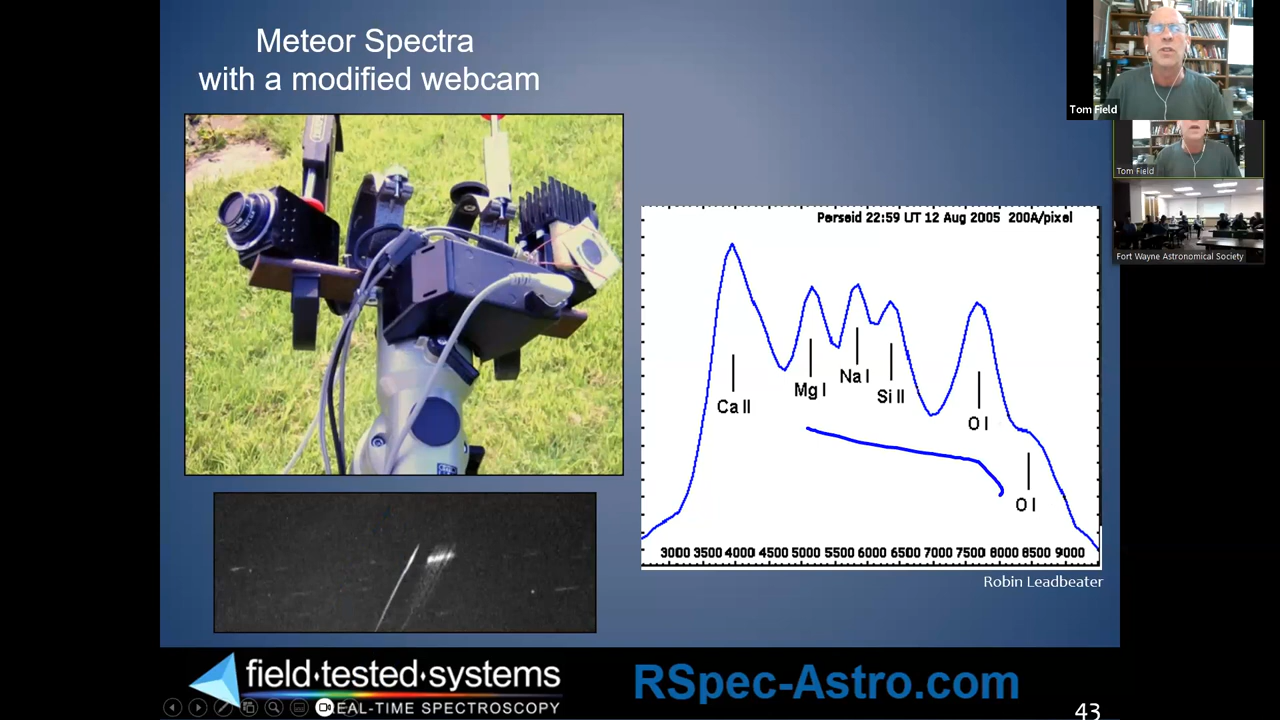 Meteor Spectra
with a modified webcam
Tom Field
Tom Field
Fort Wayne Astronomical Society
Perseid 22:59 UT 12 Aug 2005 200A/pixel
Ca II
Mg I
Na I
Si II
O I
O I
3000 3500 4000 4500 5000 5500 6000 6500 7000 7500 8000 8500 9000
Robin Leadbeater
field·tested·systems
EAL-TIME SPECTROSCOPY
RSpec-Astro.com
43